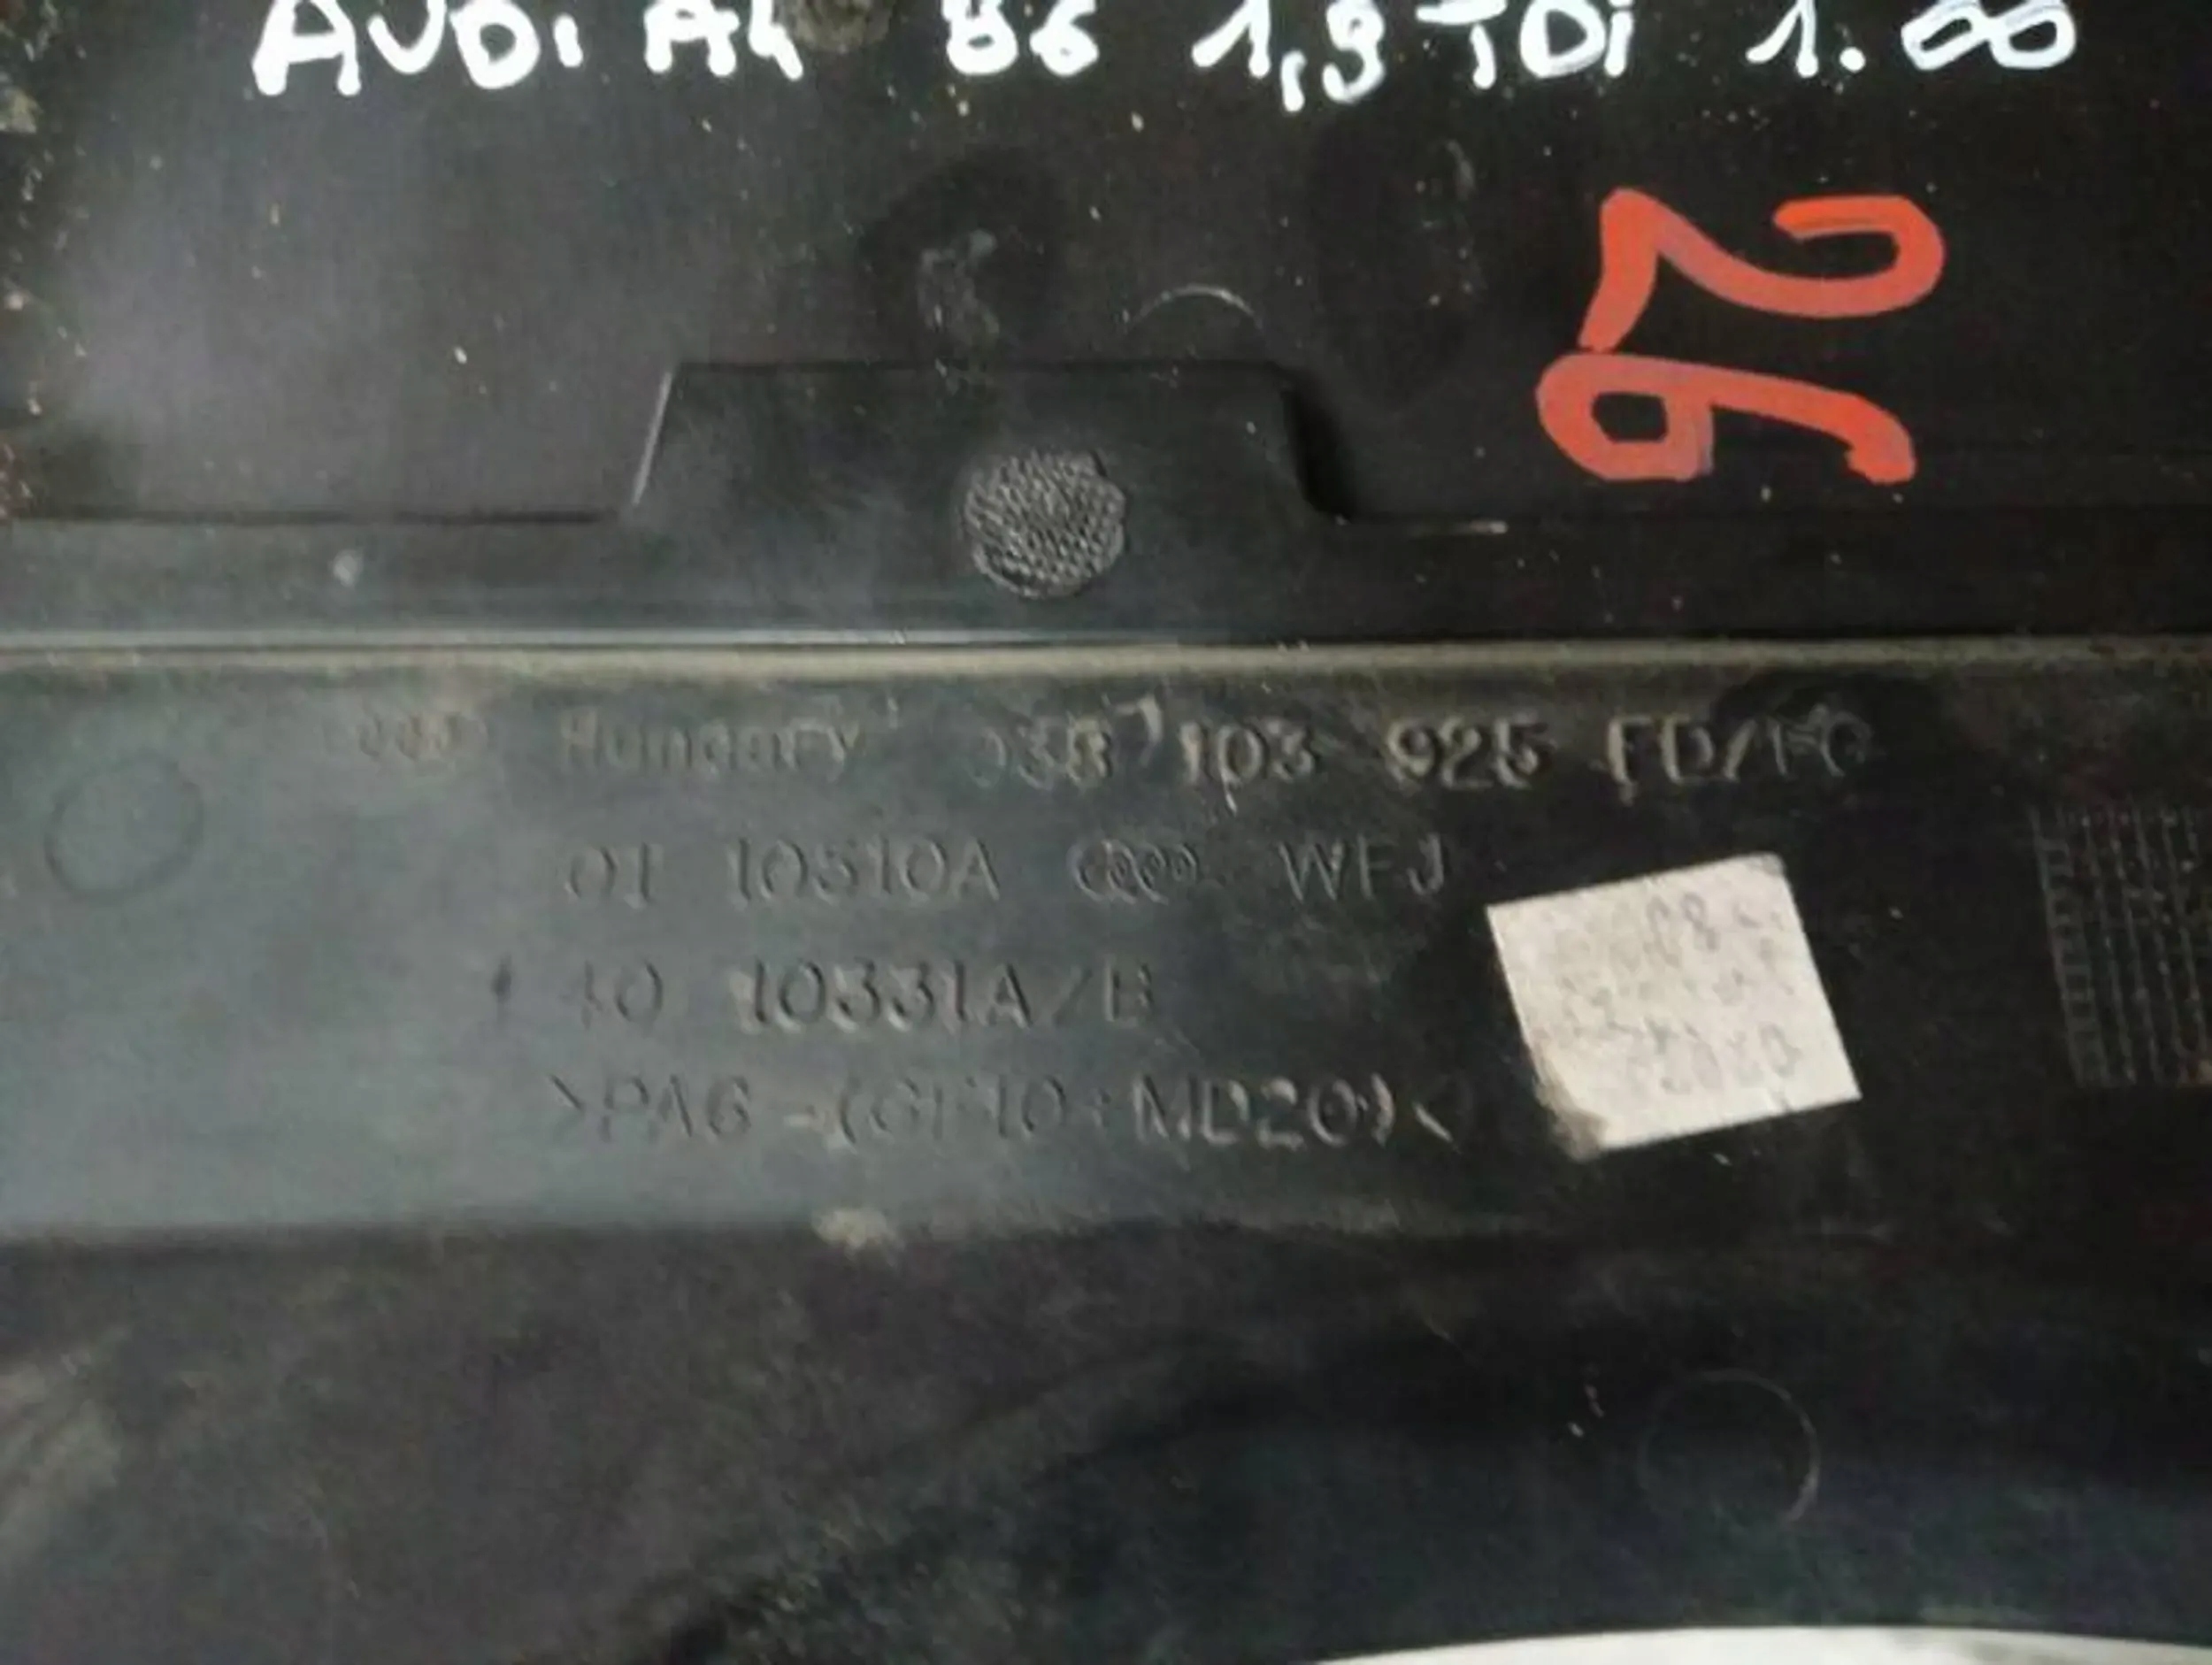 AUDi A4 B6 1,9 TDi 1.00
26
Hungary 038 103 925 FD/FC
01 10510A WFJ
40 10331A/B
>PA6-(GF10+MD20)<